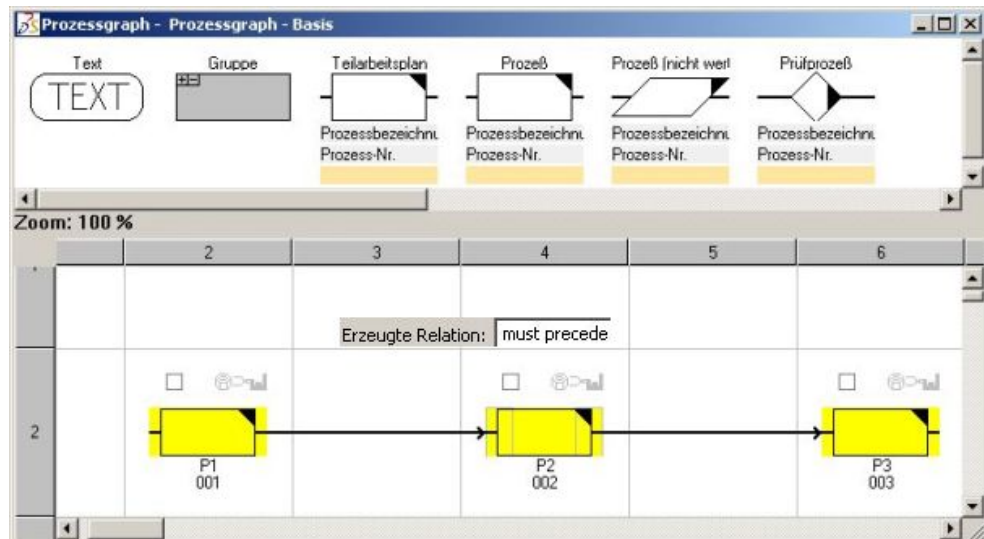 Prozessgraph - Prozessgraph - Basis
Text Gruppe Teilarbeitsplan Prozeß Prozeß (nicht wert Prüfprozeß
TEXT
Prozessbezeichnu Prozessbezeichnu Prozessbezeichnu Prozessbezeichnu
Prozess-Nr. Prozess-Nr. Prozess-Nr. Prozess-Nr.
Zoom: 100 %
2 3 4 5 6
Erzeugte Relation: must precede
2
P1 P2 P3
001 002 003